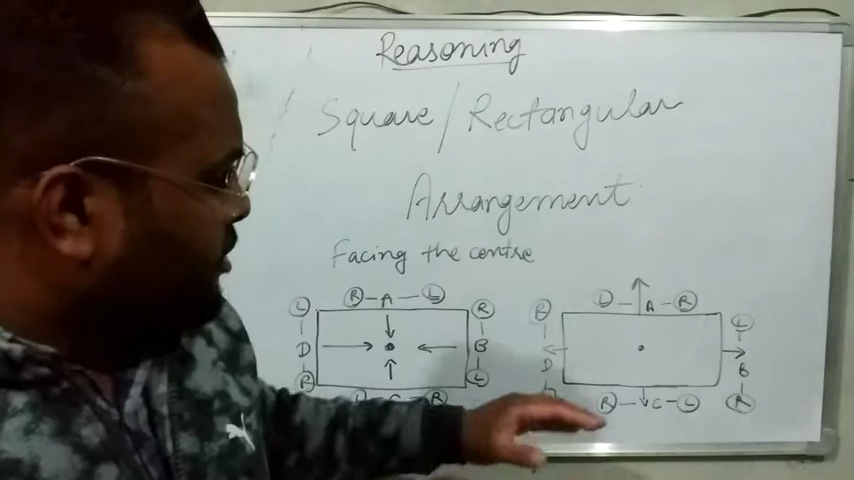 Reasoning
Square/Rectangular
Arrangement
Facing the centre
L R - A - L R
D B
R L
C - R
R L - A - R L
D B
R - C - L R